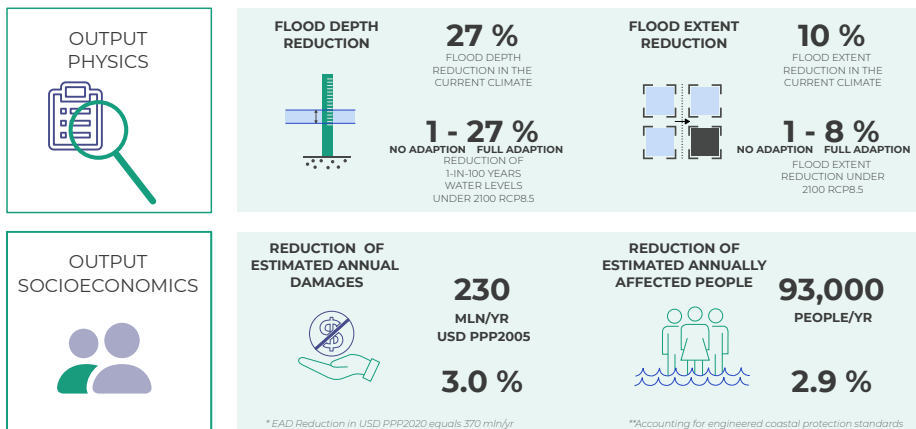 OUTPUT
PHYSICS
FLOOD DEPTH
REDUCTION
27 %
FLOOD DEPTH
REDUCTION IN THE
CURRENT CLIMATE
1 - 27 %
NO ADAPTION FULL ADAPTION
REDUCTION OF
1-IN-100 YEARS
WATER LEVELS
UNDER 2100 RCP8.5
FLOOD EXTENT
REDUCTION
10 %
FLOOD EXTENT
REDUCTION IN THE
CURRENT CLIMATE
1 - 8 %
NO ADAPTION FULL ADAPTION
FLOOD EXTENT
REDUCTION UNDER
2100 RCP8.5
OUTPUT
SOCIOECONOMICS
REDUCTION OF
ESTIMATED ANNUAL
DAMAGES
230
MLN/YR
USD PPP2005
3.0 %
* EAD Reduction in USD PPP2020 equals 370 mln/yr
REDUCTION OF
ESTIMATED ANNUALLY
AFFECTED PEOPLE
93,000
PEOPLE/YR
2.9 %
**Accounting for engineered coastal protection standards